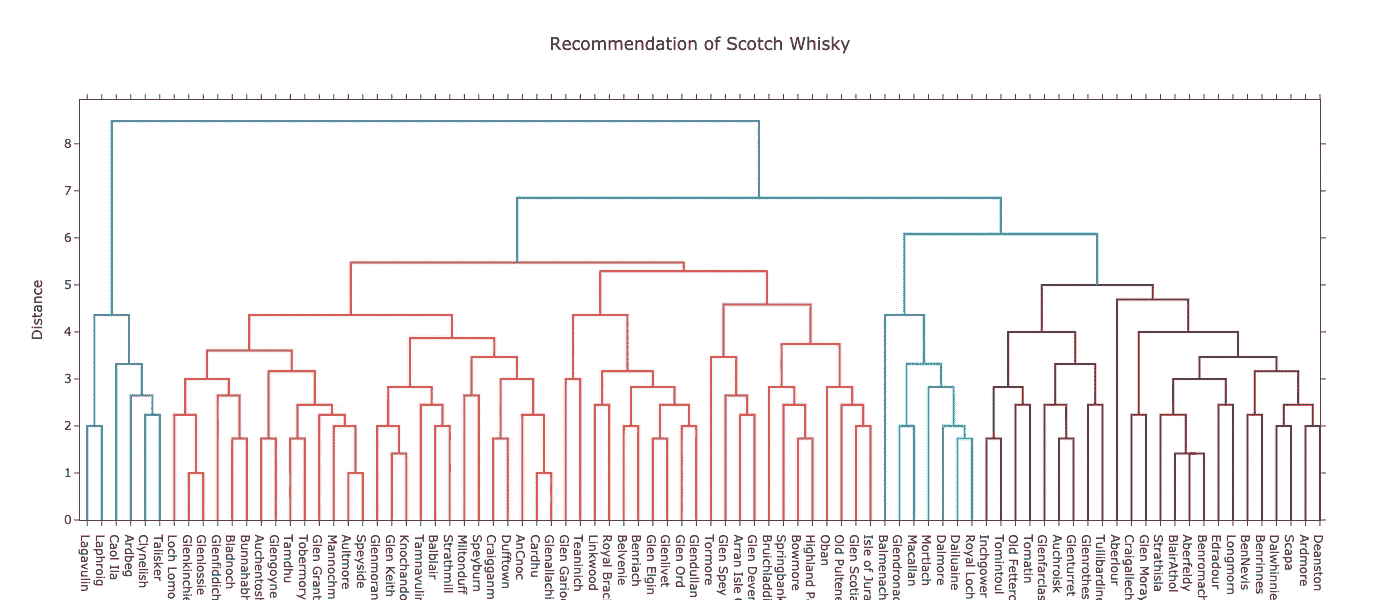 Recommendation of Scotch Whisky
Distance
8
7
6
5
4
3
2
1
0
Lagavulin
Laphroig
Caol Ila
Ardbeg
Clynelish
Talisker
Loch Lomo
Glenkinchie
Glenlossie
Glenfiddich
Bladnoch
Bunnahabh
Auchentosh
Glengoyne
Tamdhu
Tobermory
Glen Grant
Mannochm
Aultmore
Speyside
Glenmoran
Glen Keith
Knochando
Tamnavulin
Balblair
Strathmill
Miltonduff
Speyburn
Craigganm
Dufftown
AnCnoc
Cardhu
Glenallachi
Glen Gario
Teaninich
Linkwood
Royal Brac
Belvenie
Benriach
Glen Elgin
Glenlivet
Glen Ord
Glendullan
Tormore
Glen Spey
Arran Isle
Glen Dever
Bruichladdi
Springbank
Bowmore
Highland P
Oban
Old Pultene
Glen Scotia
Isle of Jura
Balmenach
Glendronac
Macallan
Mortlach
Dalmore
Dailuaine
Royal Loch
Inchgower
Tomintoul
Old Fetterc
Tomatin
Glenfarclas
Auchroisk
Glenturret
Glenrothes
Tullibardine
Aberlour
Craigallech
Glen Moray
Strathisla
BlairAthol
Aberfeldy
Benromach
Edradour
Longmorn
BenNevis
Benrinnes
Dalwhinnie
Scapa
Ardmore
Deanston